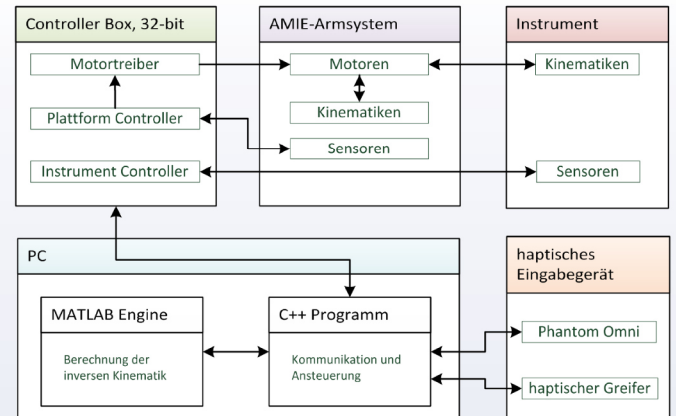 Controller Box, 32-bit
Motortreiber
Plattform Controller
Instrument Controller
AMIE-Armsystem
Motoren
Kinematiken
Sensoren
Instrument
Kinematiken
Sensoren
PC
MATLAB Engine
Berechnung der
inversen Kinematik
C++ Programm
Kommunikation und
Ansteuerung
haptisches
Eingabegerät
Phantom Omni
haptischer Greifer